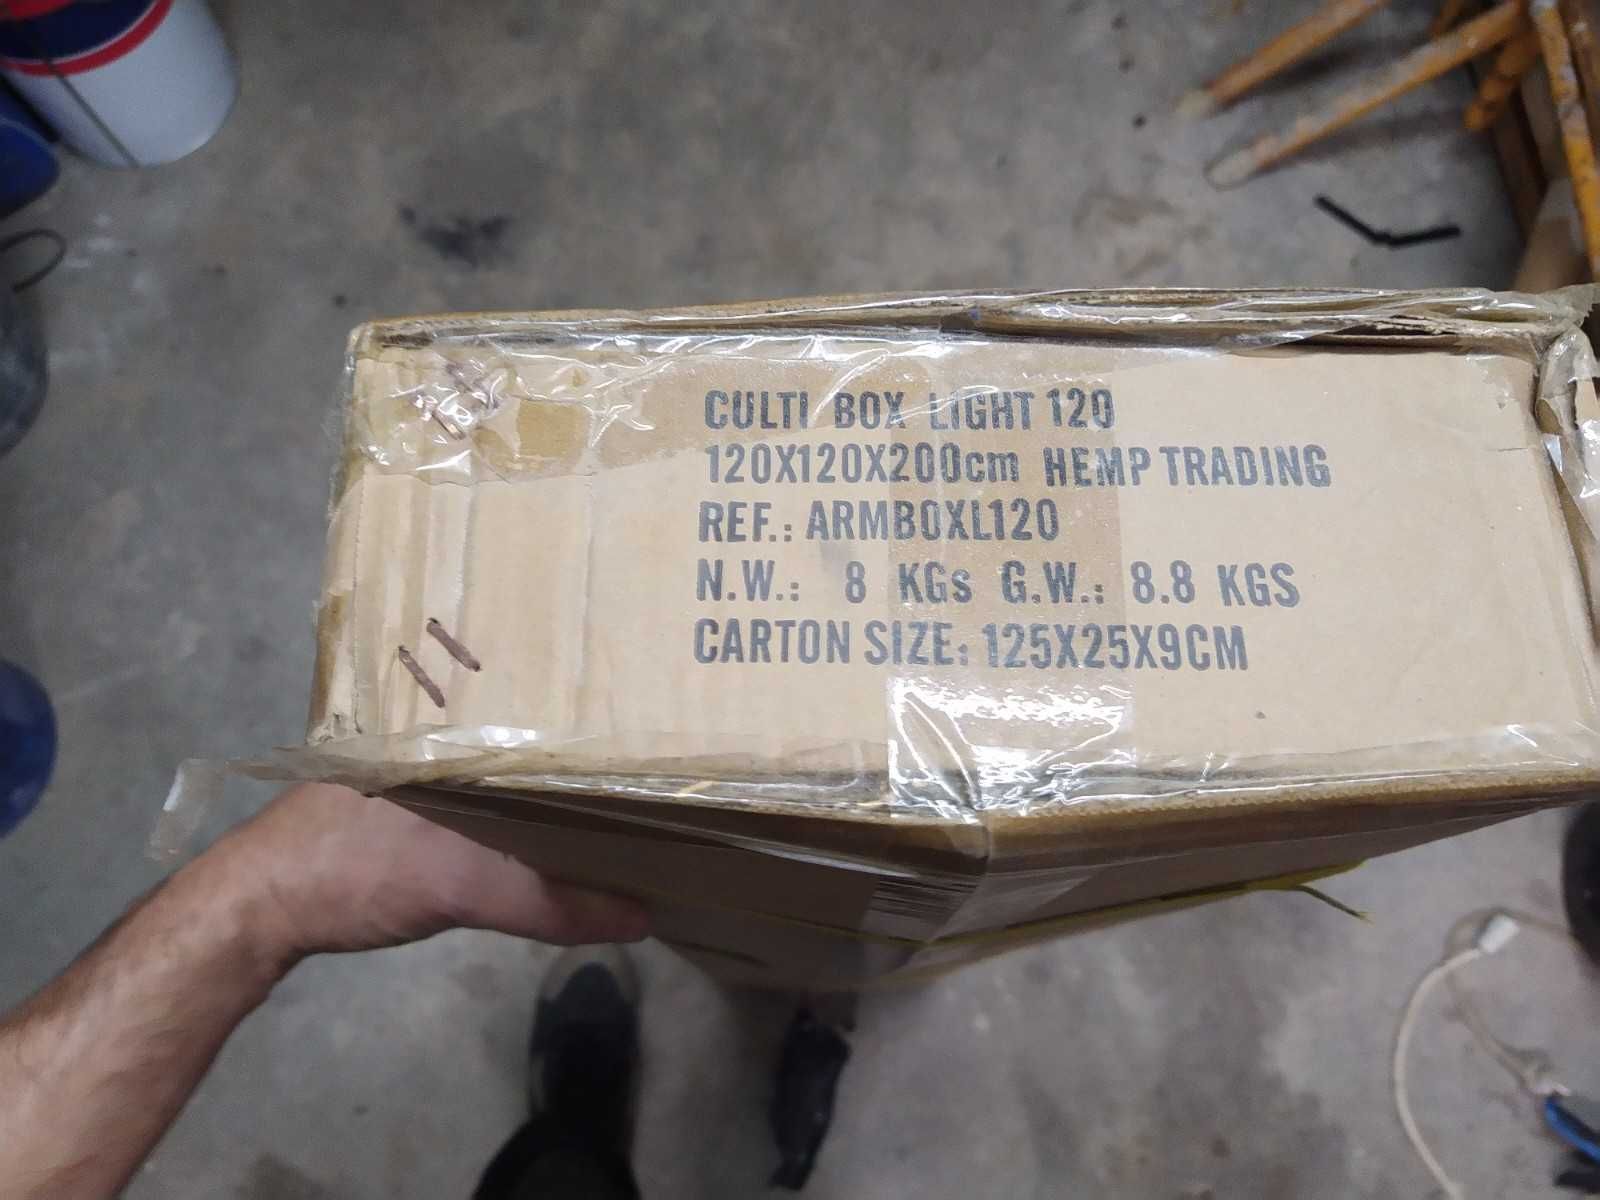 CULTI BOX LIGHT 120
120X120X200cm HEMP TRADING
REF.: ARMBOXL120
N.W.: 8 KGs G.W.: 8.8 KGS
CARTON SIZE: 125X25X9CM